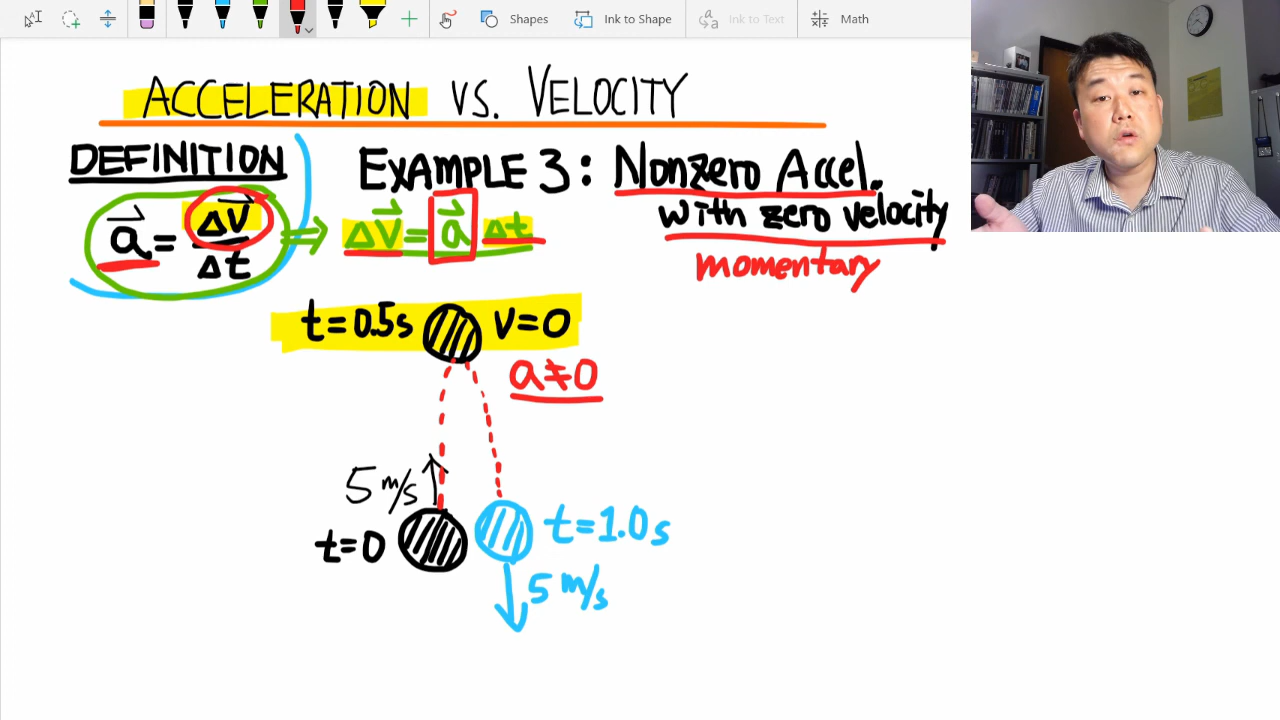 Shapes Ink to Shape Ink to Text Math
ACCELERATION VS. VELOCITY
DEFINITION
a⃗ = Δv⃗/Δt ⇒ Δv⃗ = a⃗ Δt
EXAMPLE 3: Nonzero Accel.
with zero velocity
momentary
t=0.5s v=0
a≠0
5 m/s
t=0
t=1.0s
5 m/s